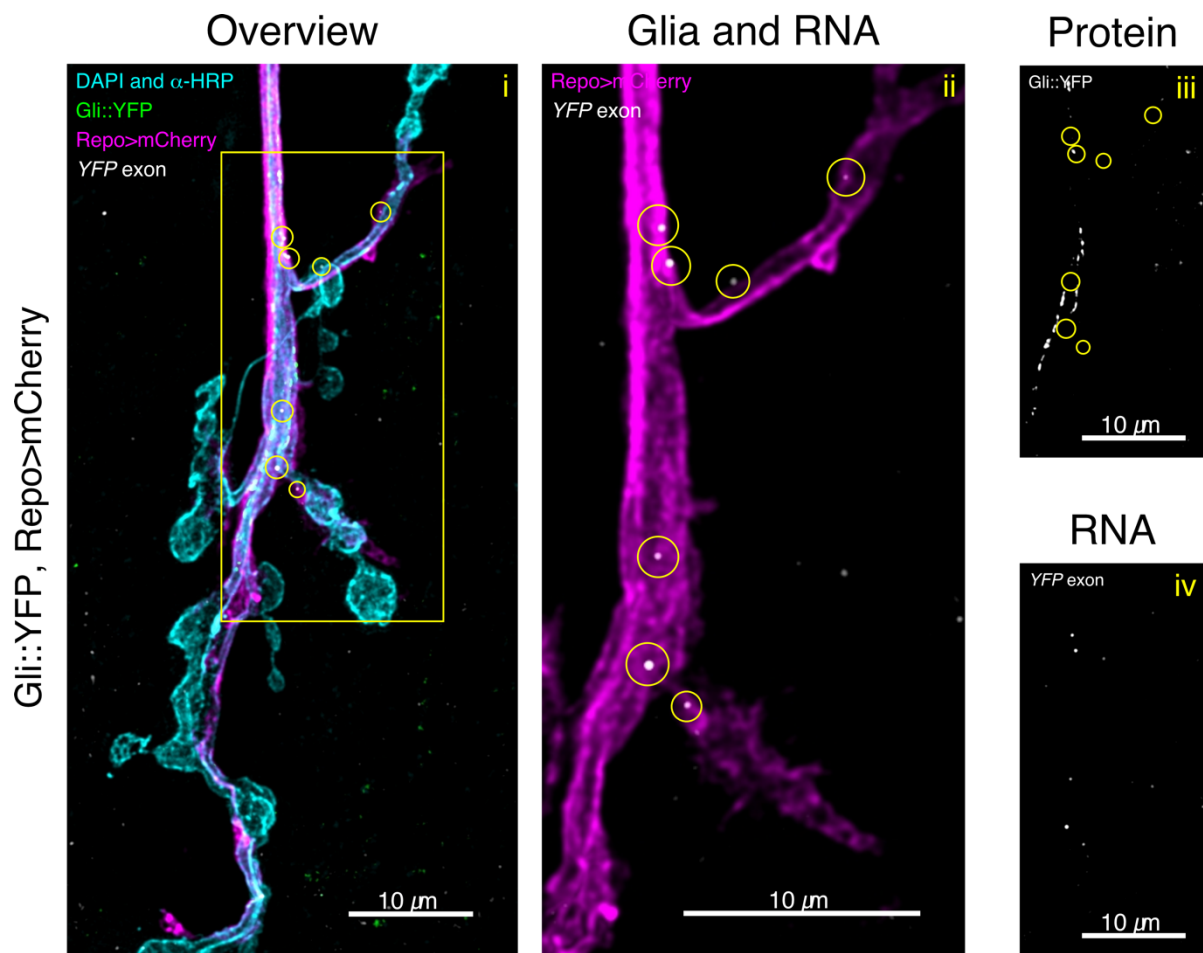 Overview
Glia and RNA
Protein
Gli::YFP, Repo>mCherry
DAPI and α-HRP
Gli::YFP
Repo>mCherry
YFP exon
i
10 µm
Repo>mCherry
YFP exon
ii
10 µm
Gli::YFP
iii
10 µm
RNA
YFP exon
iv
10 µm